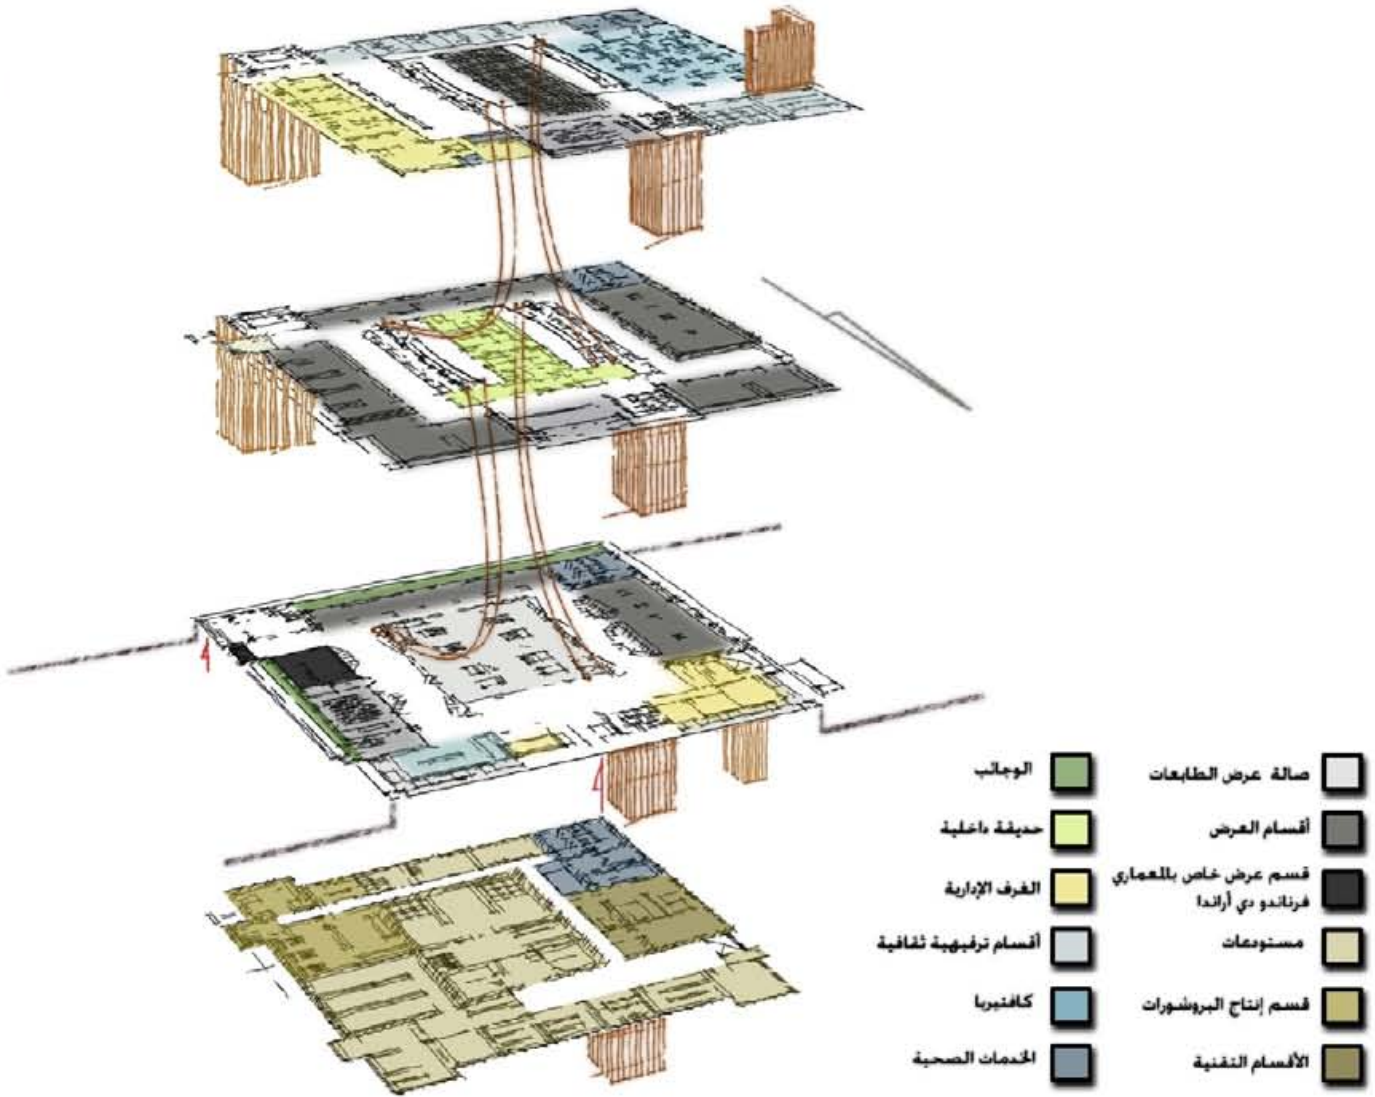 صالة عرض الطابعات
أقسام العرض
قسم عرض خاص بالمعماري
فرناندو دي أراندا
مستودعات
قسم إنتاج البروشورات
الأقسام التقنية
الوجائب
حديقة داخلية
الغرف الإدارية
أقسام ترفيهية ثقافية
كافتيريا
الخدمات الصحية